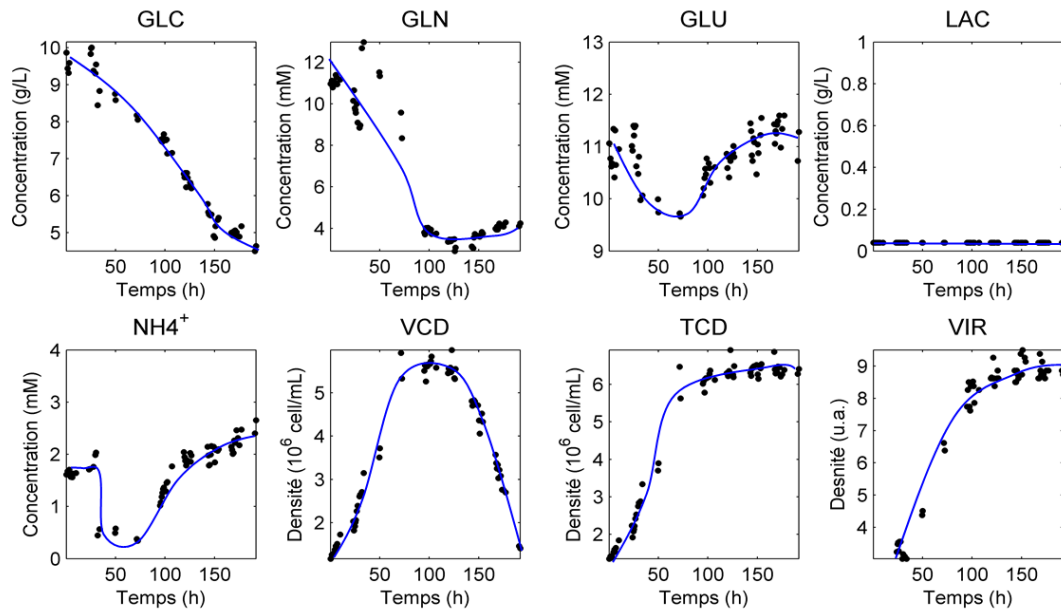 GLC
GLN
GLU
LAC
Concentration (g/L)
10
9
8
7
6
5
50 100 150
Temps (h)
Concentration (mM)
12
10
8
6
4
50 100 150
Temps (h)
Concentration (mM)
13
12
11
10
9
50 100 150
Temps (h)
Concentration (g/L)
1
0.8
0.6
0.4
0.2
0
50 100 150
Temps (h)
NH4+
VCD
TCD
VIR
Concentration (mM)
4
3
2
1
0
50 100 150
Temps (h)
Densité (10^6 cell/mL)
5
4
3
2
50 100 150
Temps (h)
Densité (10^6 cell/mL)
6
5
4
3
2
50 100 150
Temps (h)
Desnité (u.a.)
9
8
7
6
5
4
50 100 150
Temps (h)